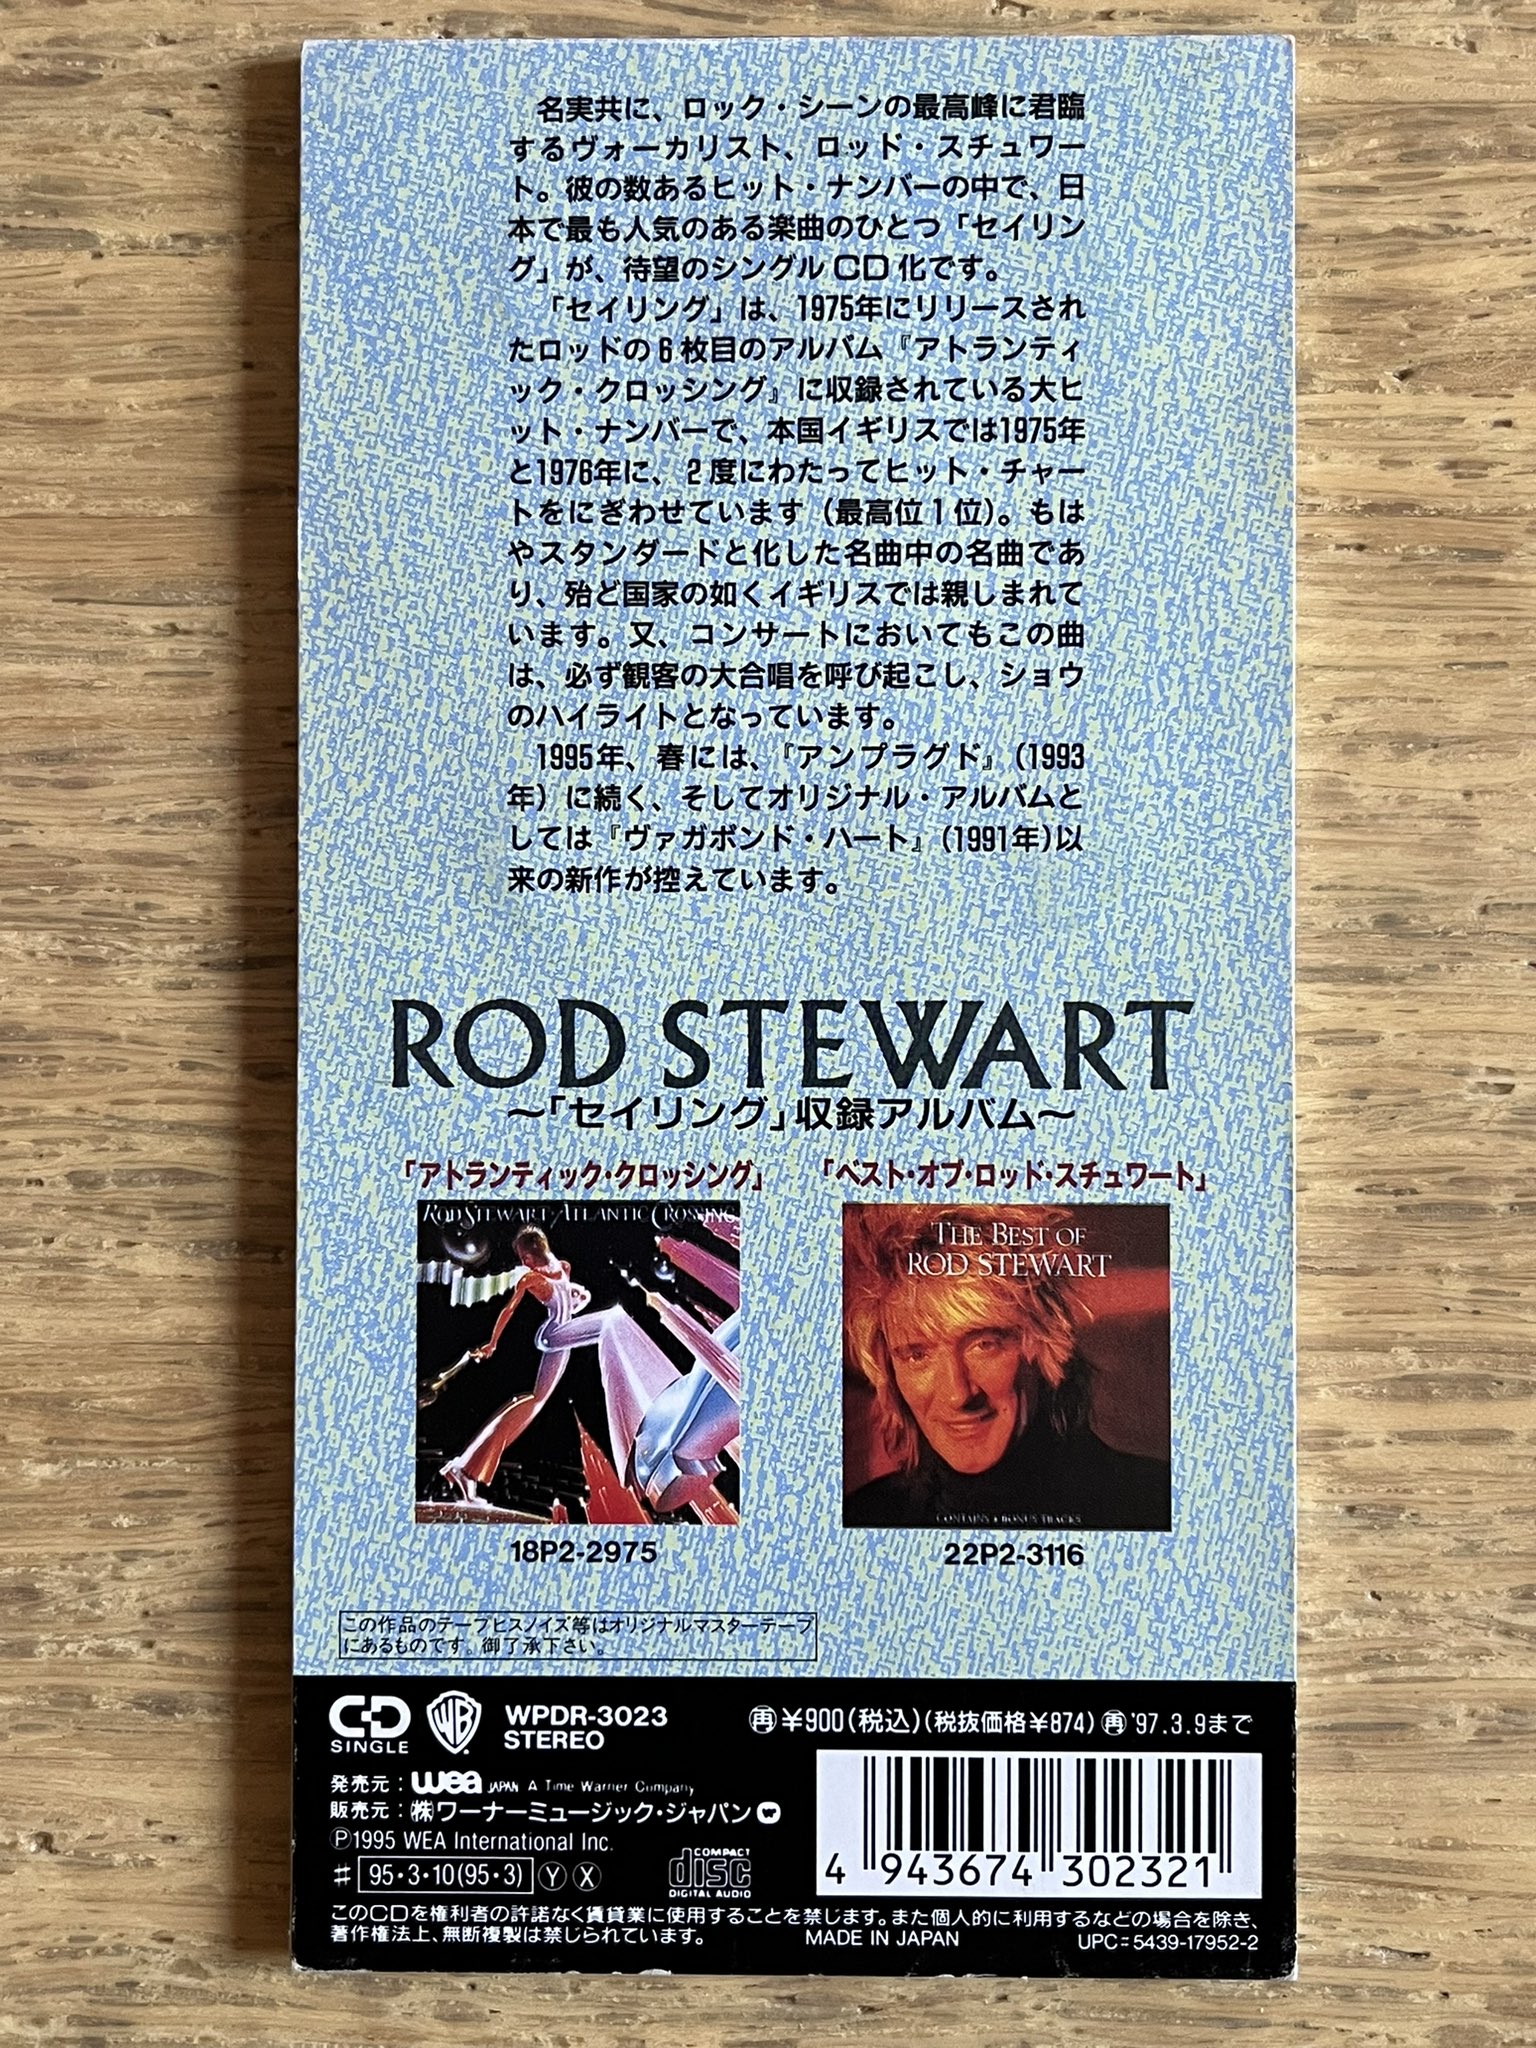 名実共に、ロック・シーンの最高峰に君臨
するヴォーカリスト、ロッド・スチュワー
ト。彼の数あるヒット・ナンバーの中で、日
本で最も人気のある楽曲のひとつ「セイリン
グ」が、待望のシングルCD化です。
「セイリング」は、1975年にリリースされ
たロッドの6枚目のアルバム『アトランティ
ック・クロッシング』に収録されている大ヒ
ット・ナンバーで、本国イギリスでは1975年
と1976年に、2度にわたってヒット・チャー
トをにぎわせています（最高位1位）。もは
やスタンダードと化した名曲中の名曲であ
り、殆ど国家の如くイギリスでは親しまれて
います。又、コンサートにおいてもこの曲
は、必ず観客の大合唱を呼び起こし、ショウ
のハイライトとなっています。
1995年、春には、『アンプラグド』（1993
年）に続く、そしてオリジナル・アルバムと
しては『ヴァガボンド・ハート』（1991年）以
来の新作が控えています。
ROD STEWART
〜「セイリング」収録アルバム〜
「アトランティック・クロッシング」
「ベスト・オブ・ロッド・スチュワート」
ROD STEWART ATLANTIC CROSSING
THE BEST OF
ROD STEWART
CONTAINS 4 BONUS TRACKS
18P2-2975
22P2-3116
この作品のテープヒスノイズ等はオリジナルマスターテープ
にあるものです。御了承下さい。
CD
SINGLE
WB
WPDR-3023
STEREO
再￥900（税込）（税抜価格￥874）再'97.3.9まで
発売元：wea JAPAN A Time Warner Company
販売元：㈱ワーナーミュージック・ジャパン
Ⓟ1995 WEA International Inc.
♯ 95・3・10(95・3) Ⓨ Ⓧ
COMPACT
disc
DIGITAL AUDIO
4 943674 302321
このCDを権利者の許諾なく賃貸業に使用することを禁じます。また個人的に利用するなどの場合を除き、
著作権法上、無断複製は禁じられています。
MADE IN JAPAN
UPC=5439-17952-2